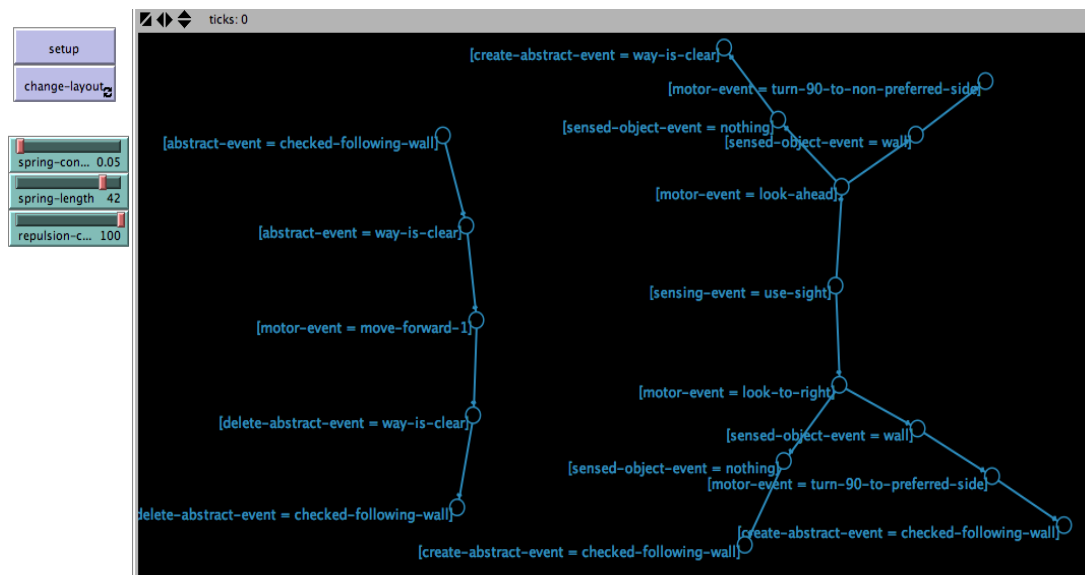 ticks: 0
setup
change-layout
spring-con... 0.05
spring-length 42
repulsion-c... 100
[abstract-event = checked-following-wall]
[abstract-event = way-is-clear]
[motor-event = move-forward-1]
[delete-abstract-event = way-is-clear]
delete-abstract-event = checked-following-wall]
[create-abstract-event = way-is-clear]
[motor-event = turn-90-to-non-preferred-side]
[sensed-object-event = nothing]
[sensed-object-event = wall]
[motor-event = look-ahead]
[sensing-event = use-sight]
[motor-event = look-to-right]
[sensed-object-event = wall]
[sensed-object-event = nothing]
[motor-event = turn-90-to-preferred-side]
[create-abstract-event = checked-following-wall]
[create-abstract-event = checked-following-wall]